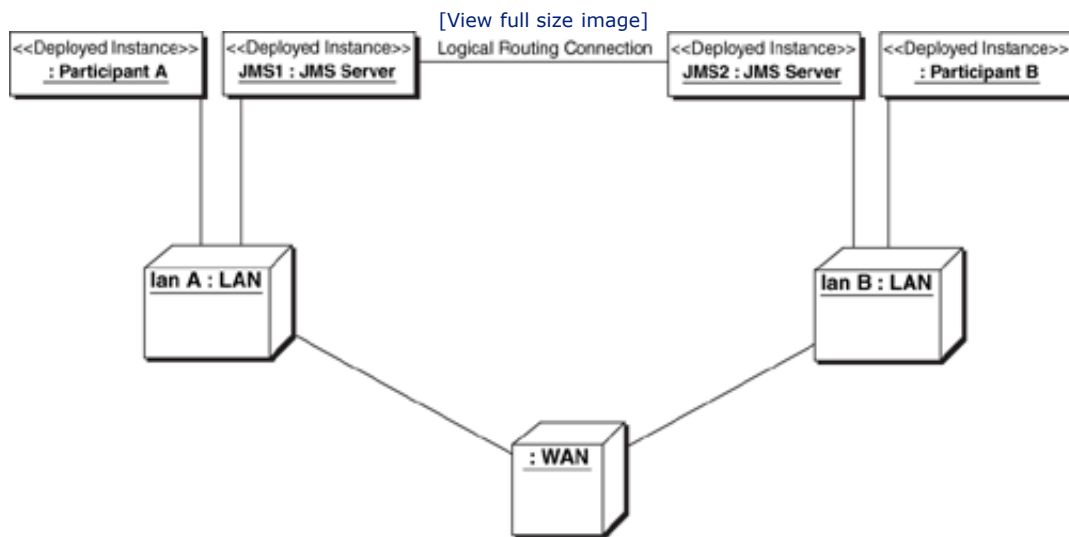 [View full size image]
<<Deployed Instance>>
: Participant A
<<Deployed Instance>>
JMS1 : JMS Server
Logical Routing Connection
<<Deployed Instance>>
JMS2 : JMS Server
<<Deployed Instance>>
: Participant B
lan A : LAN
lan B : LAN
: WAN